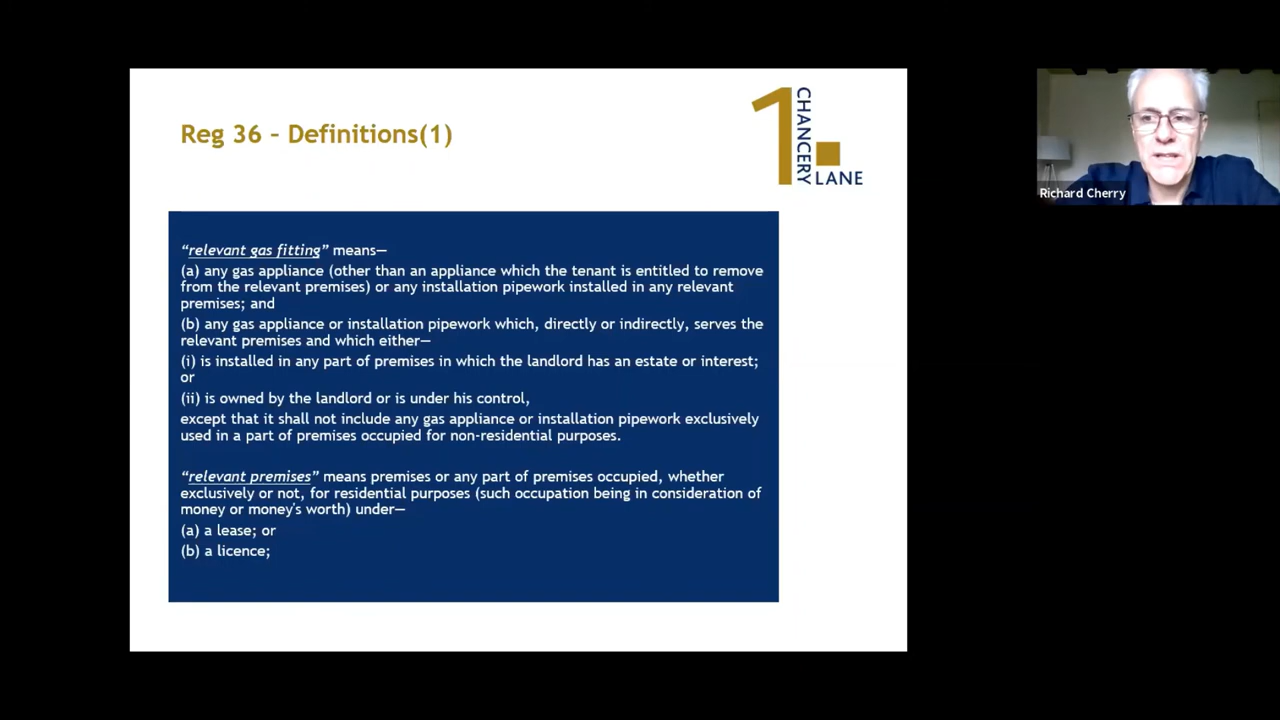 Reg 36 – Definitions(1)
1 CHANCERY LANE
Richard Cherry
“relevant gas fitting” means—
(a) any gas appliance (other than an appliance which the tenant is entitled to remove
from the relevant premises) or any installation pipework installed in any relevant
premises; and
(b) any gas appliance or installation pipework which, directly or indirectly, serves the
relevant premises and which either—
(i) is installed in any part of premises in which the landlord has an estate or interest;
or
(ii) is owned by the landlord or is under his control,
except that it shall not include any gas appliance or installation pipework exclusively
used in a part of premises occupied for non-residential purposes.
“relevant premises” means premises or any part of premises occupied, whether
exclusively or not, for residential purposes (such occupation being in consideration of
money or money's worth) under—
(a) a lease; or
(b) a licence;